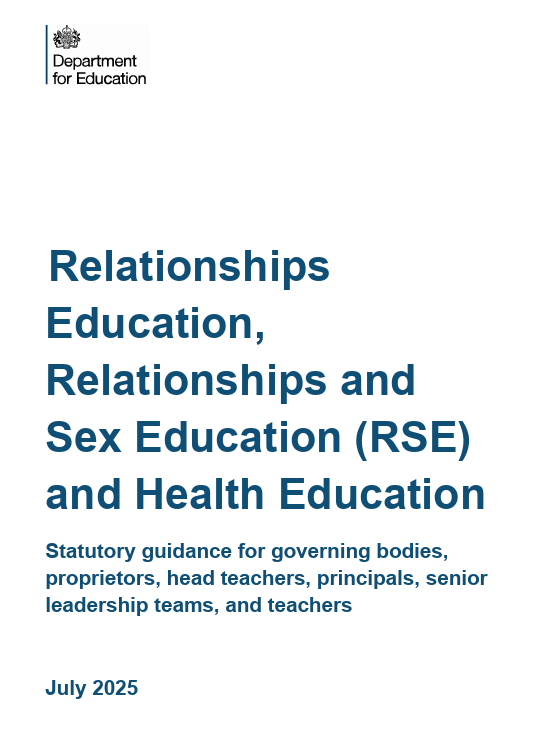 Department
for Education
Relationships
Education,
Relationships and
Sex Education (RSE)
and Health Education
Statutory guidance for governing bodies,
proprietors, head teachers, principals, senior
leadership teams, and teachers
July 2025